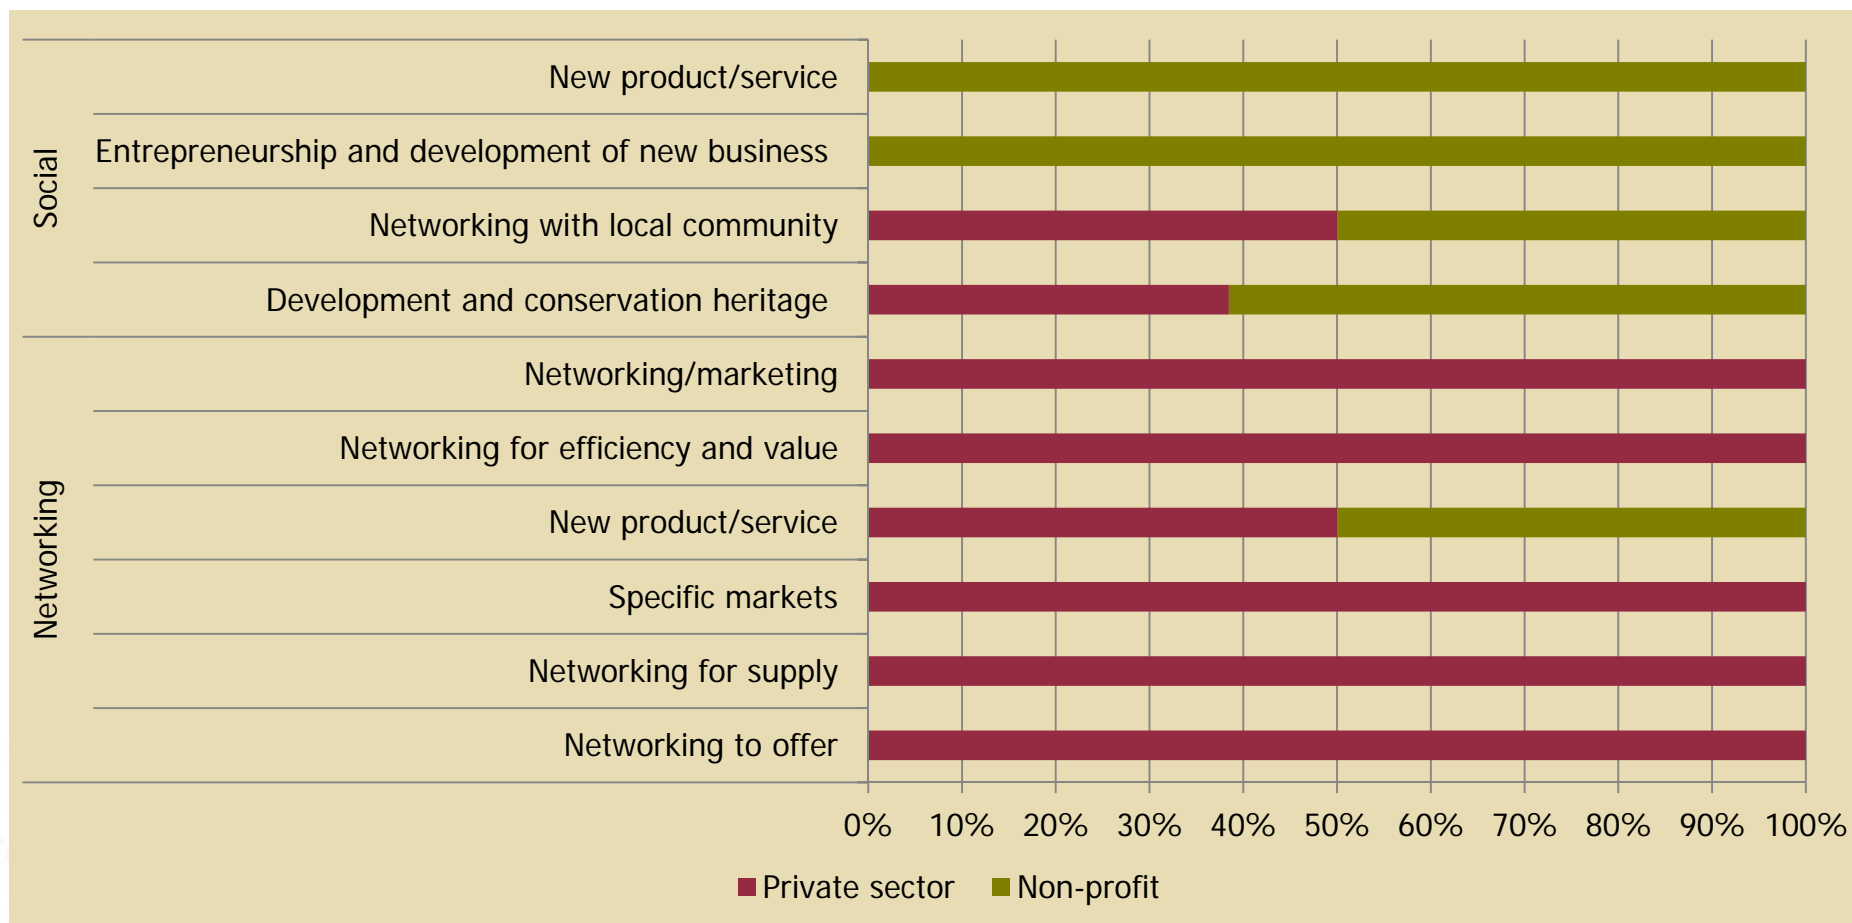 Social
New product/service
Entrepreneurship and development of new business
Networking with local community
Development and conservation heritage
Networking
Networking/marketing
Networking for efficiency and value
New product/service
Specific markets
Networking for supply
Networking to offer
0% 10% 20% 30% 40% 50% 60% 70% 80% 90% 100%
Private sector Non-profit